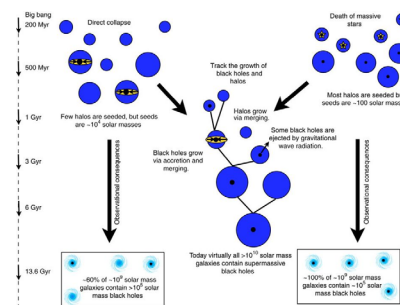 Big bang
200 Myr
500 Myr
1 Gyr
3 Gyr
6 Gyr
13.6 Gyr
Direct collapse
Few halos are seeded, but seeds
are ~10⁴ solar masses
Observational consequences
~60% of ~10⁹ solar mass
galaxies contain >10⁶ solar
mass black holes
Track the growth of
black holes and
halos
Halos grow
via merging.
Some black holes are
ejected by gravitational
wave radiation.
Black holes grow
via accretion and
merging.
Today virtually all >10¹⁰ solar mass
galaxies contain supermassive
black holes
Death of massive
stars
Most halos are seeded by
seeds are ~100 solar mass
Observational consequences
~100% of ~10⁹ solar mass
galaxies contain
mass black holes